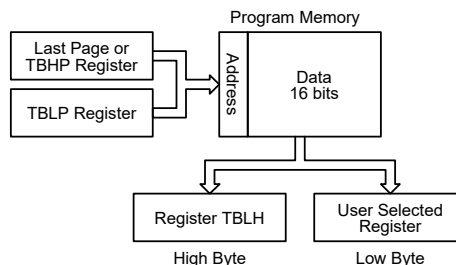 Program Memory
Last Page or
TBHP Register
TBLP Register
Address
Data
16 bits
Register TBLH
User Selected
Register
High Byte
Low Byte